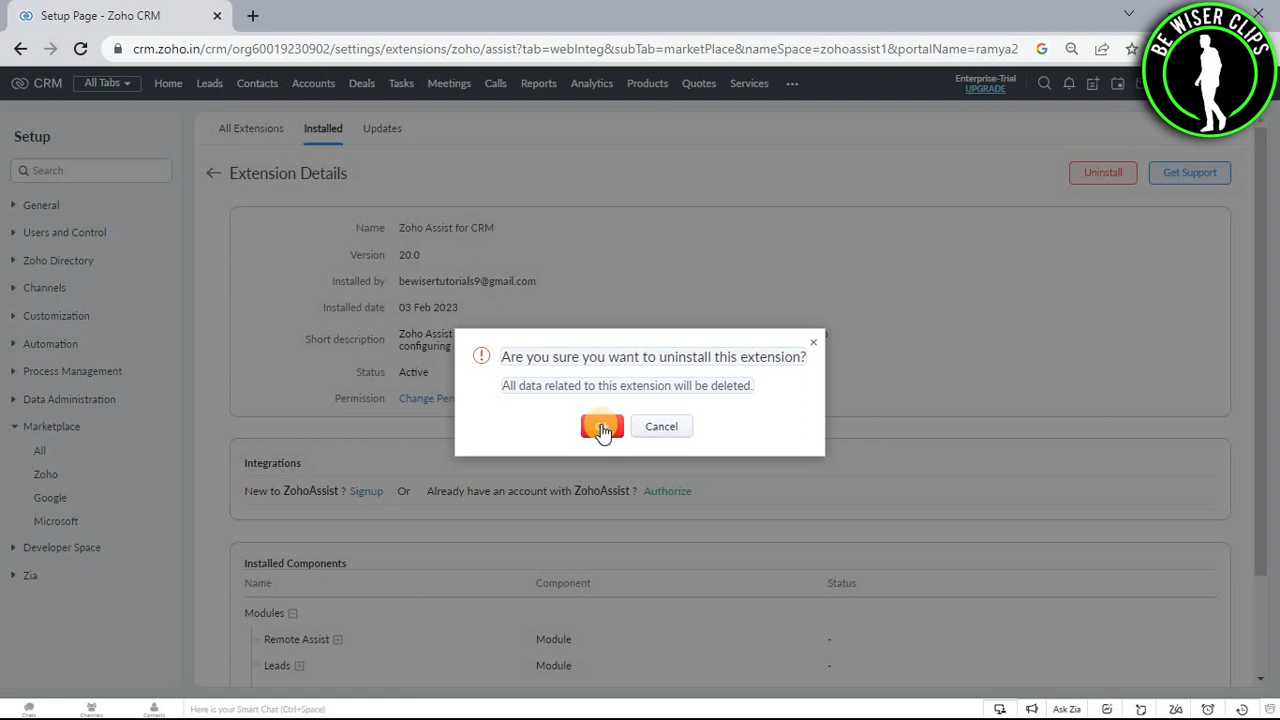 Setup Page - Zoho CRM
crm.zoho.in/crm/org60019230902/settings/extensions/zoho/assist?tab=webInteg&subTab=marketPlace&nameSpace=zohoassist1&portalName=ramya2
BE WISER CLIPS
CRM All Tabs Home Leads Contacts Accounts Deals Tasks Meetings Calls Reports Analytics Products Quotes Services ••• Enterprise-Trial
UPGRADE
Setup
Search
General
Users and Control
Zoho Directory
Channels
Customization
Automation
Process Management
Data Administration
Marketplace
All
Zoho
Google
Microsoft
Developer Space
Zia
All Extensions Installed Updates
Extension Details Uninstall Get Support
Name Zoho Assist for CRM
Version 20.0
Installed by bewisertutorials9@gmail.com
Installed date 03 Feb 2023
Short description Zoho Assist
configuring
Status Active
Permission Change
Are you sure you want to uninstall this extension?
All data related to this extension will be deleted.
Cancel
Integrations
New to ZohoAssist ? Signup Or Already have an account with ZohoAssist ? Authorize
Installed Components
Name Component Status
Modules
Remote Assist Module -
Leads Module -
Chats Channels Contacts Here is your Smart Chat (Ctrl+Space) Ask Zia